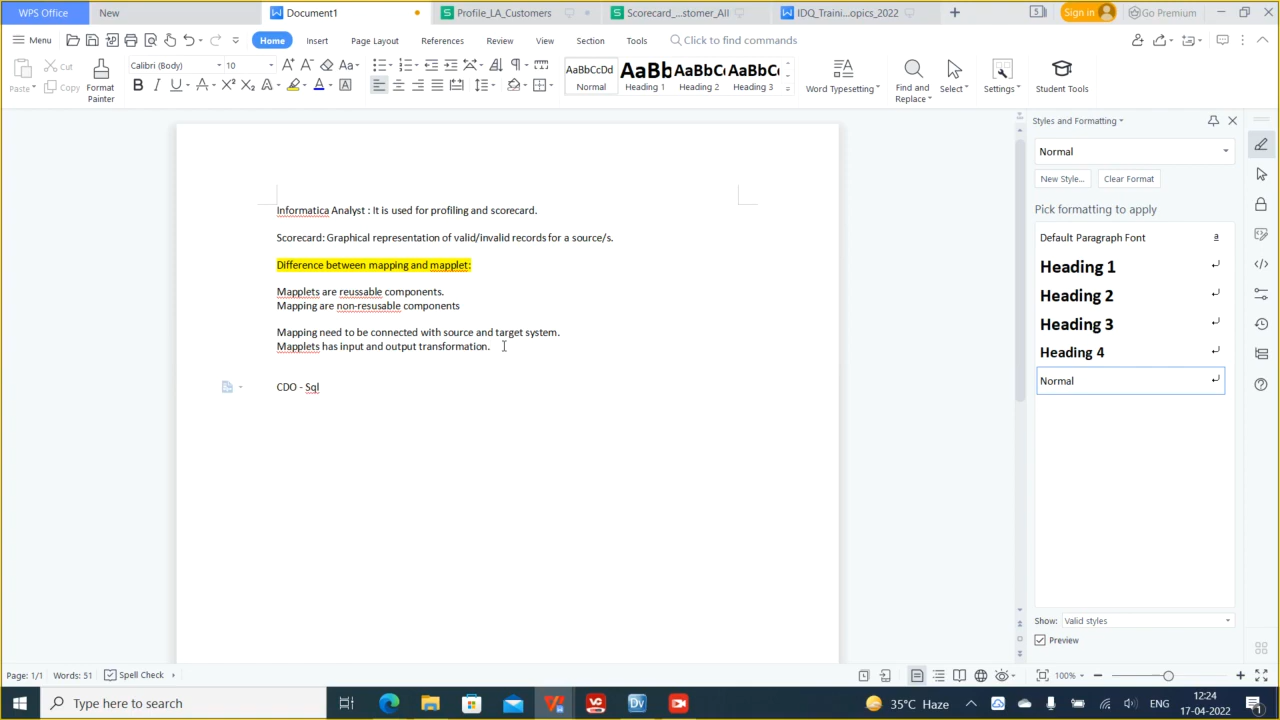 WPS Office
New
Document1
Profile_LA_Customers
Scorecard_...stomer_All
IDQ_Traini...opics_2022
Sign in
Go Premium
Menu
Home
Insert
Page Layout
References
Review
View
Section
Tools
Click to find commands
Paste
Cut
Copy
Format Painter
Calibri (Body)
10
AaBbCcDd
Normal
AaBb
Heading 1
AaBbC
Heading 2
AaBbC
Heading 3
Word Typesetting
Find and Replace
Select
Settings
Student Tools
Informatica Analyst : It is used for profiling and scorecard.
Scorecard: Graphical representation of valid/invalid records for a source/s.
Difference between mapping and mapplet:
Mapplets are reussable components.
Mapping are non-resusable components
Mapping need to be connected with source and target system.
Mapplets has input and output transformation.
CDO - Sql
Styles and Formatting
Normal
New Style...
Clear Format
Pick formatting to apply
Default Paragraph Font
a
Heading 1
Heading 2
Heading 3
Heading 4
Normal
Show: Valid styles
Preview
Page: 1/1
Words: 51
Spell Check
100%
Type here to search
35°C Haze
ENG
12:24
17-04-2022